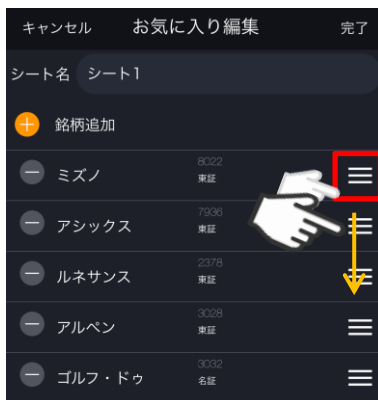 キャンセル お気に入り編集 完了
シート名 シート1
銘柄追加
ミズノ 8022 東証
アシックス 7936 東証
ルネサンス 2378 東証
アルペン 3028 東証
ゴルフ・ドゥ 3032 名証